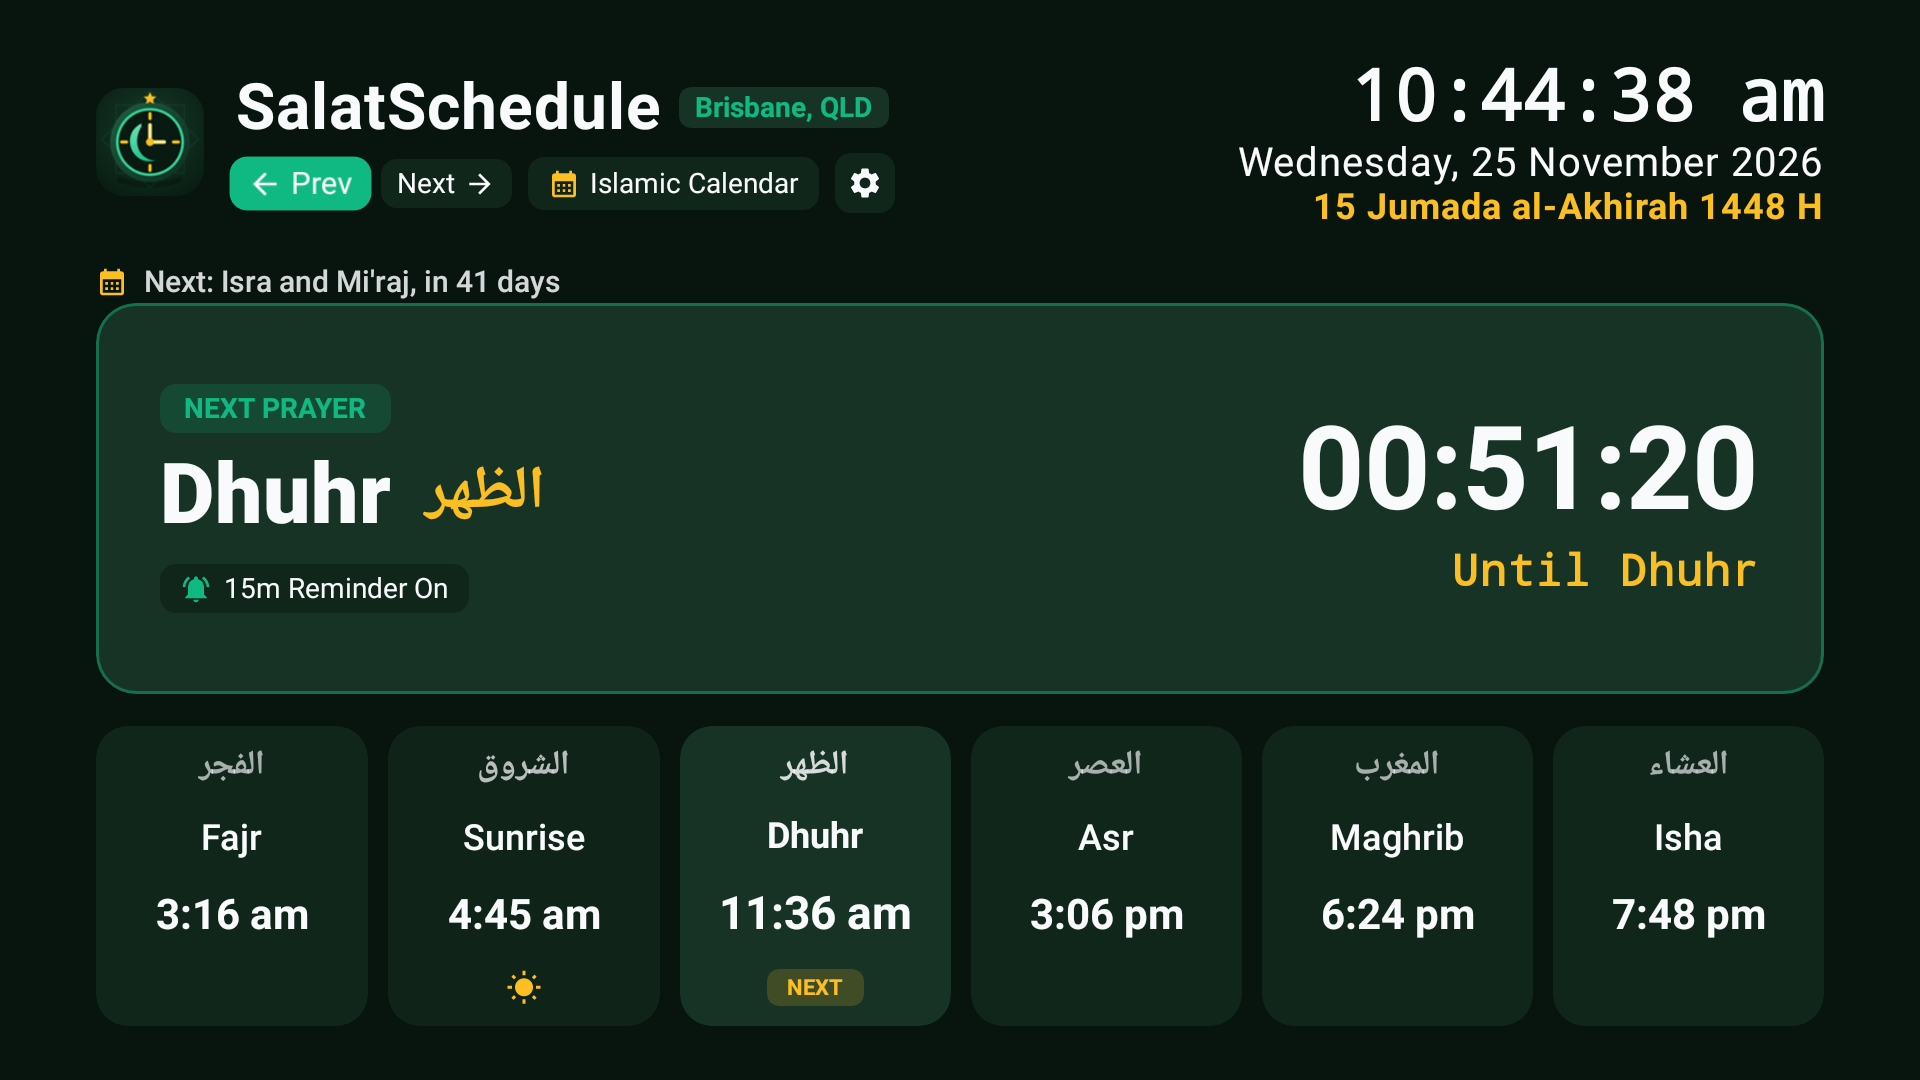 SalatSchedule Brisbane, QLD
← Prev Next → Islamic Calendar
10:44:38 am
Wednesday, 25 November 2026
15 Jumada al-Akhirah 1448 H
Next: Isra and Mi'raj, in 41 days
NEXT PRAYER
Dhuhr الظهر
15m Reminder On
00:51:20
Until Dhuhr
الفجر
Fajr
3:16 am
الشروق
Sunrise
4:45 am
الظهر
Dhuhr
11:36 am
NEXT
العصر
Asr
3:06 pm
المغرب
Maghrib
6:24 pm
العشاء
Isha
7:48 pm